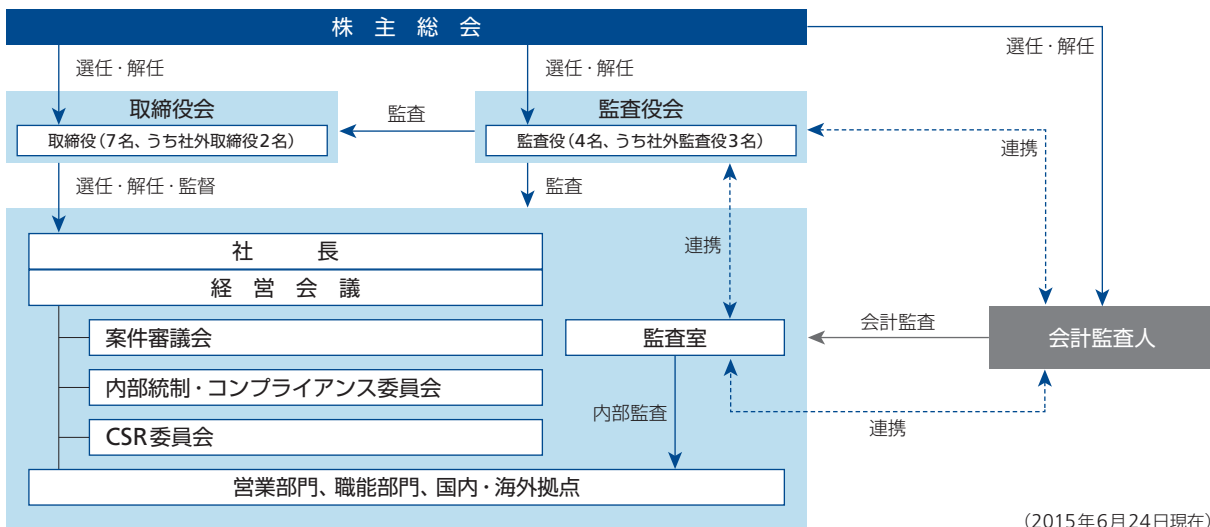 株主総会
選任・解任
選任・解任
選任・解任
取締役会
取締役（7名、うち社外取締役2名）
監査
監査役会
監査役（4名、うち社外監査役3名）
連携
選任・解任・監督
監査
社長
経営会議
連携
案件審議会
監査室
会計監査
会計監査人
内部統制・コンプライアンス委員会
内部監査
連携
CSR委員会
営業部門、職能部門、国内・海外拠点
（2015年6月24日現在）